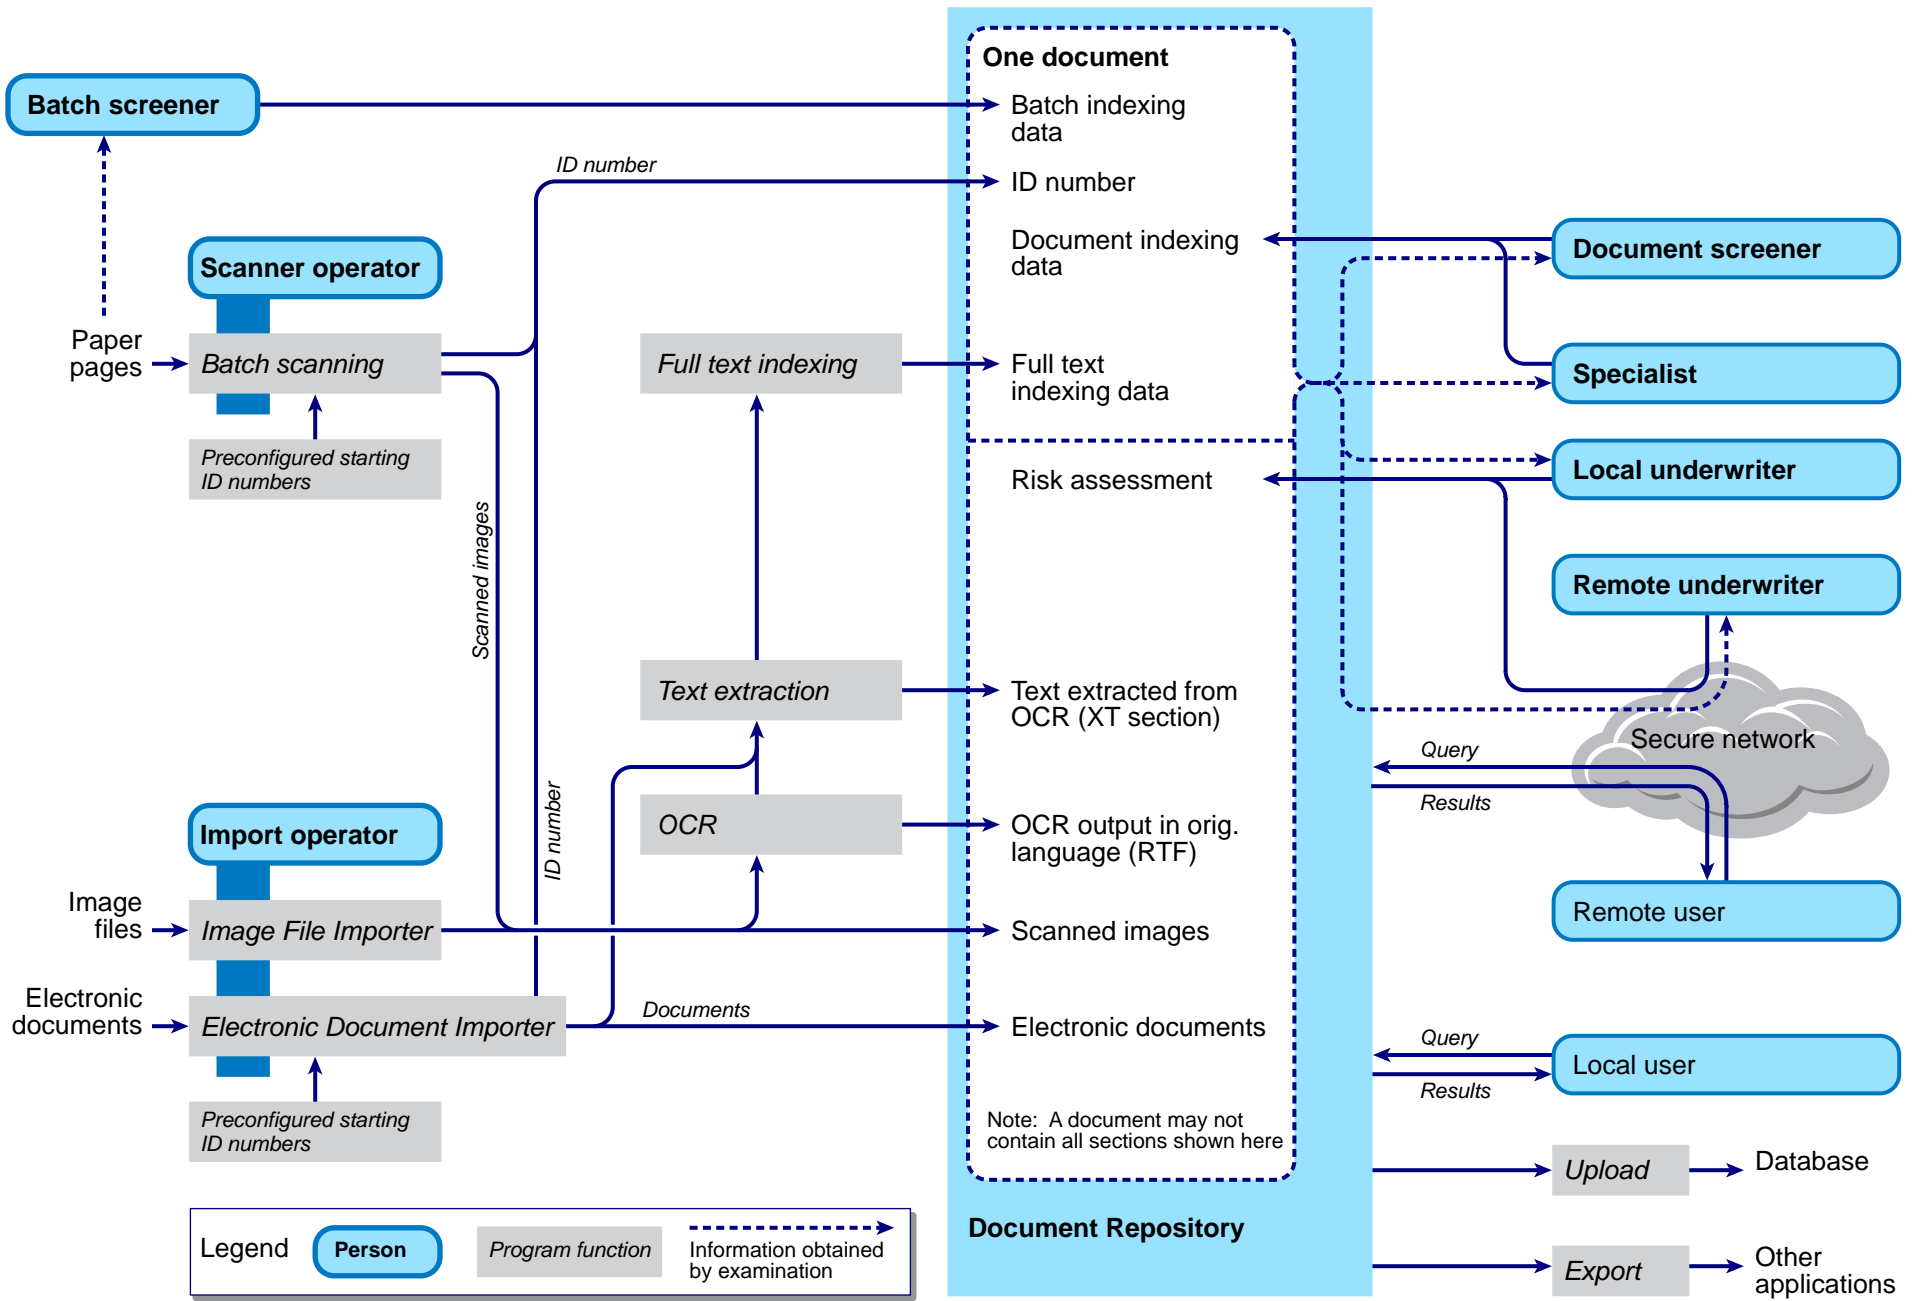 One document
Batch screener
Batch indexing
data
ID number
ID number
Scanner operator
Document indexing
data
Document screener
Paper
pages
Batch scanning
Full text indexing
Full text
indexing data
Specialist
Preconfigured starting
ID numbers
Risk assessment
Local underwriter
Scanned images
Remote underwriter
Text extraction
Text extracted from
OCR (XT section)
Secure network
Query
Results
ID number
Import operator
OCR
OCR output in orig.
language (RTF)
Image
files
Image File Importer
Scanned images
Remote user
Electronic
documents
Electronic Document Importer
Documents
Electronic documents
Query
Results
Local user
Preconfigured starting
ID numbers
Note:  A document may not
contain all sections shown here
Upload
Database
Document Repository
Legend
Person
Program function
Information obtained
by examination
Export
Other
applications